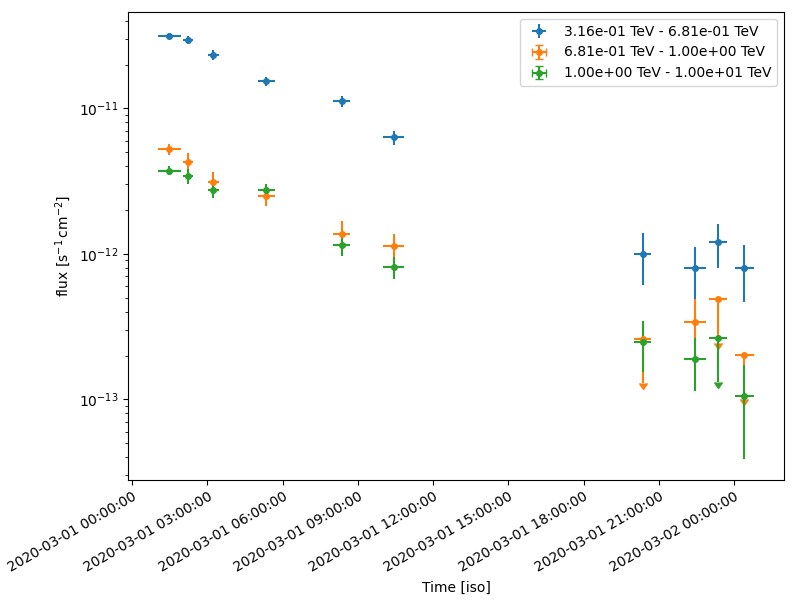 3.16e-01 TeV - 6.81e-01 TeV
6.81e-01 TeV - 1.00e+00 TeV
1.00e+00 TeV - 1.00e+01 TeV
10⁻¹¹
10⁻¹²
10⁻¹³
flux [s⁻¹ cm⁻²]
2020-03-01 00:00:00
2020-03-01 03:00:00
2020-03-01 06:00:00
2020-03-01 09:00:00
2020-03-01 12:00:00
2020-03-01 15:00:00
2020-03-01 18:00:00
2020-03-01 21:00:00
2020-03-02 00:00:00
Time [iso]